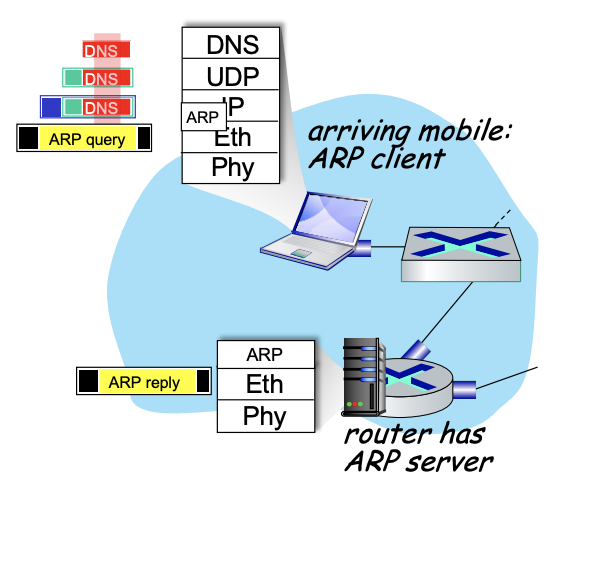 DNS
DNS
DNS
ARP query
DNS
UDP
IP
ARP
Eth
Phy
arriving mobile:
ARP client
ARP reply
ARP
Eth
Phy
router has
ARP server